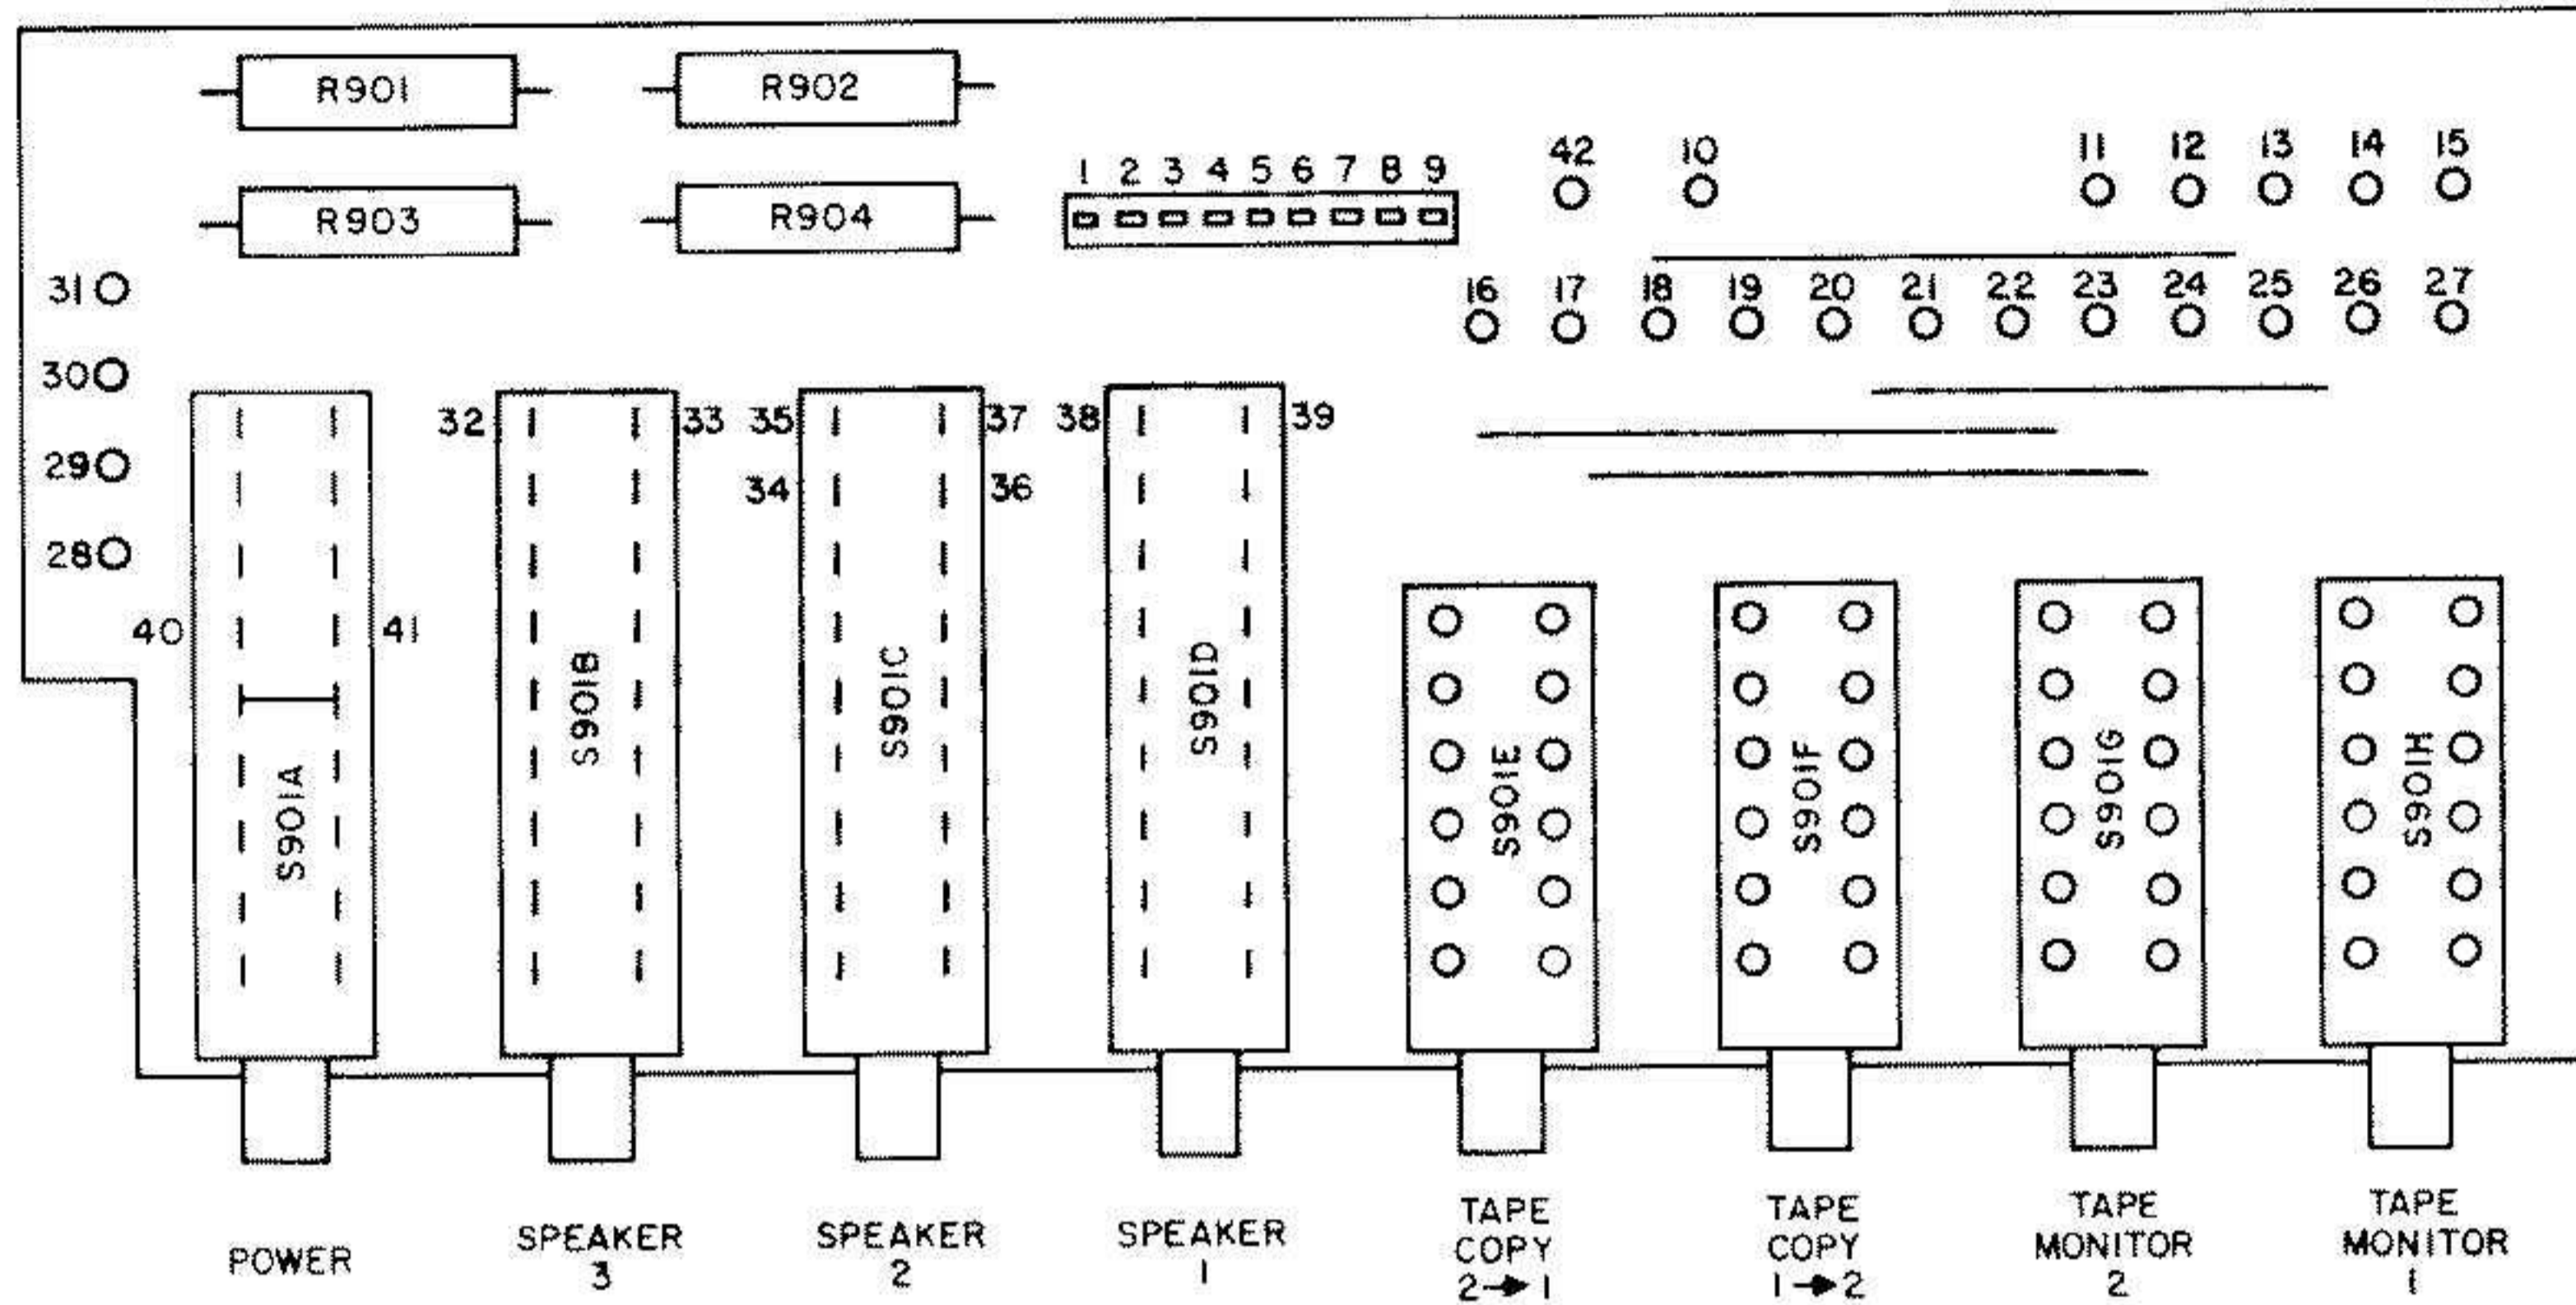 R901
R902
R903
R904
1 2 3 4 5 6 7 8 9
42 10 11 12 13 14 15
16 17 18 19 20 21 22 23 24 25 26 27
31
30
29
28
32 33 35 37 38 39
34 36
40 41
S901A
S901B
S901C
S901D
S901E
S901F
S901G
S901H
POWER
SPEAKER
3
SPEAKER
2
SPEAKER
1
TAPE
COPY
2→1
TAPE
COPY
1→2
TAPE
MONITOR
2
TAPE
MONITOR
1